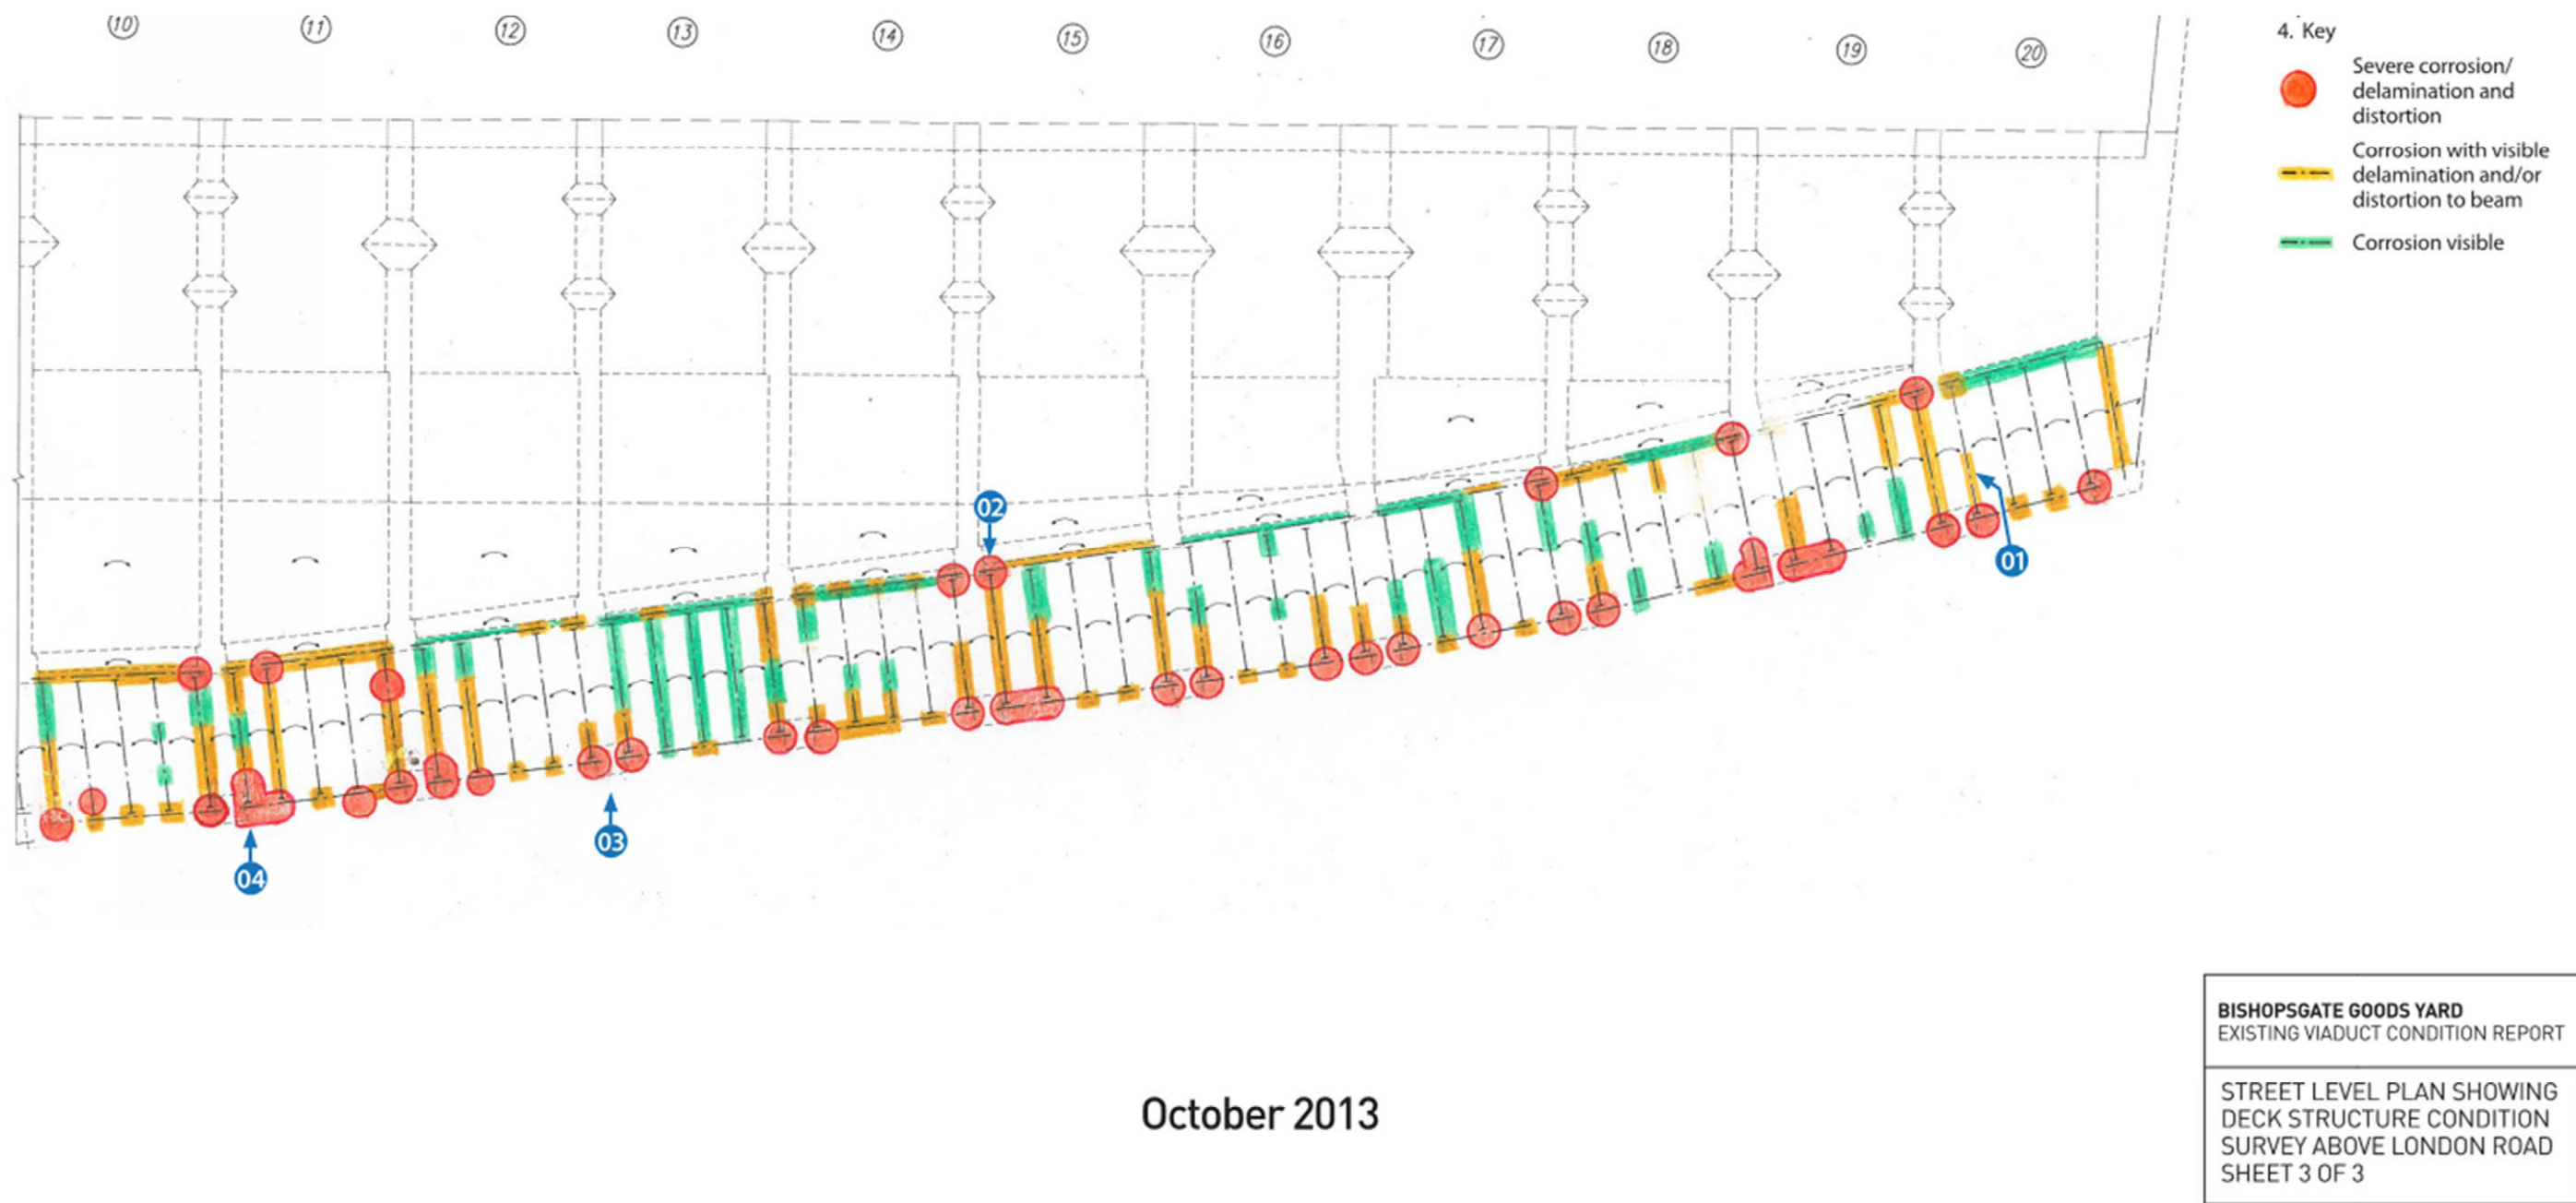 10 11 12 13 14 15 16 17 18 19 20
4. Key
Severe corrosion/
delamination and
distortion
Corrosion with visible
delamination and/or
distortion to beam
Corrosion visible
02
01
03
04
October 2013
BISHOPSGATE GOODS YARD
EXISTING VIADUCT CONDITION REPORT
STREET LEVEL PLAN SHOWING
DECK STRUCTURE CONDITION
SURVEY ABOVE LONDON ROAD
SHEET 3 OF 3